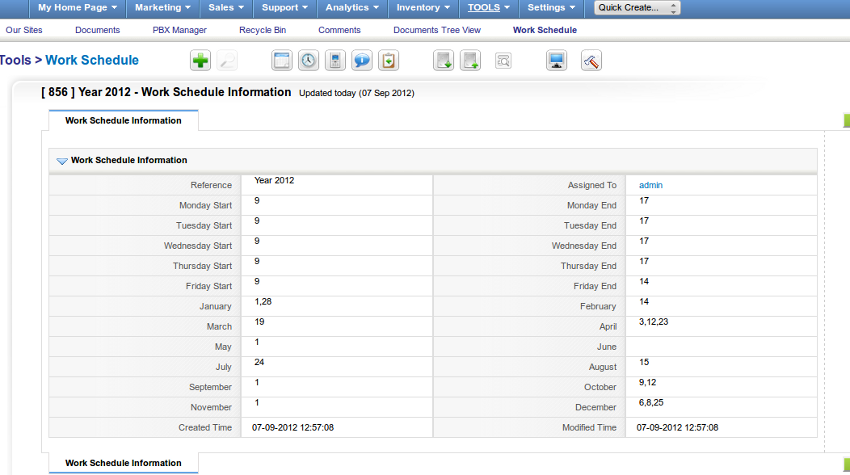 My Home Page Marketing Sales Support Analytics Inventory TOOLS Settings Quick Create...
Our Sites Documents PBX Manager Recycle Bin Comments Documents Tree View Work Schedule
Tools > Work Schedule
[ 856 ] Year 2012 - Work Schedule Information Updated today (07 Sep 2012)
Work Schedule Information
Work Schedule Information
Reference Year 2012 Assigned To admin
Monday Start 9 Monday End 17
Tuesday Start 9 Tuesday End 17
Wednesday Start 9 Wednesday End 17
Thursday Start 9 Thursday End 17
Friday Start 9 Friday End 14
January 1,28 February 14
March 19 April 3,12,23
May 1 June
July 24 August 15
September 1 October 9,12
November 1 December 6,8,25
Created Time 07-09-2012 12:57:08 Modified Time 07-09-2012 12:57:08
Work Schedule Information